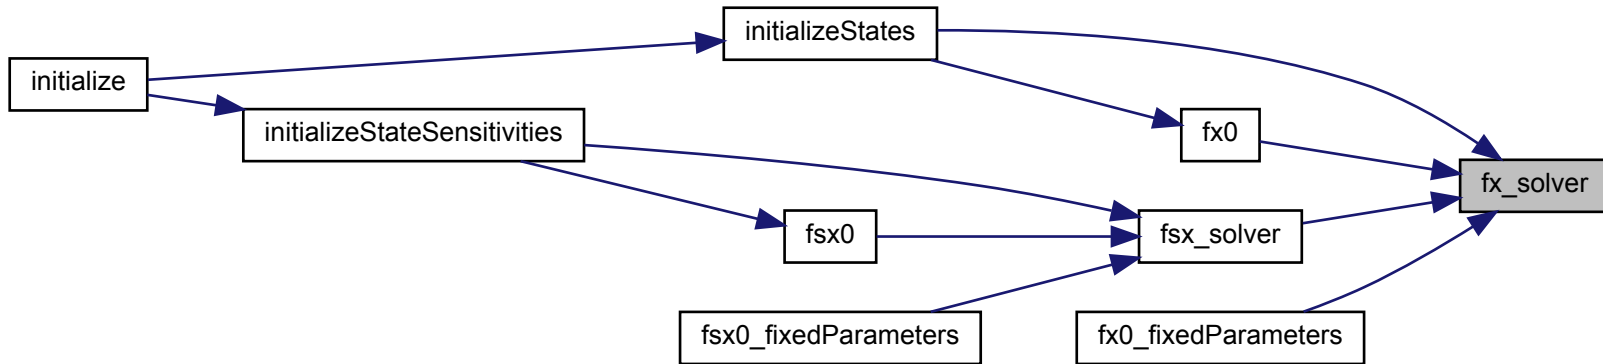 initializeStates
initialize
initializeStateSensitivities
fx0
fx_solver
fsx0
fsx_solver
fsx0_fixedParameters
fx0_fixedParameters